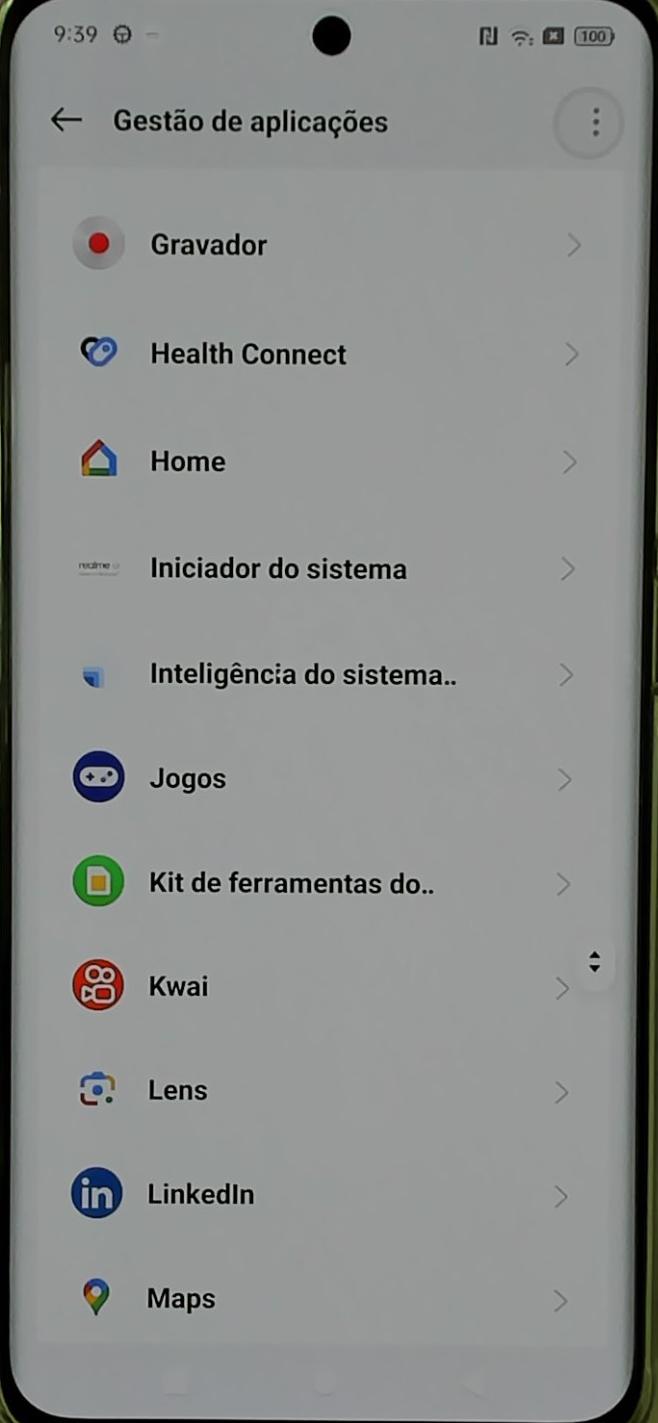 9:39
100
Gestão de aplicações
Gravador
Health Connect
Home
realme
Iniciador do sistema
Inteligência do sistema..
Jogos
Kit de ferramentas do..
Kwai
Lens
in
LinkedIn
Maps